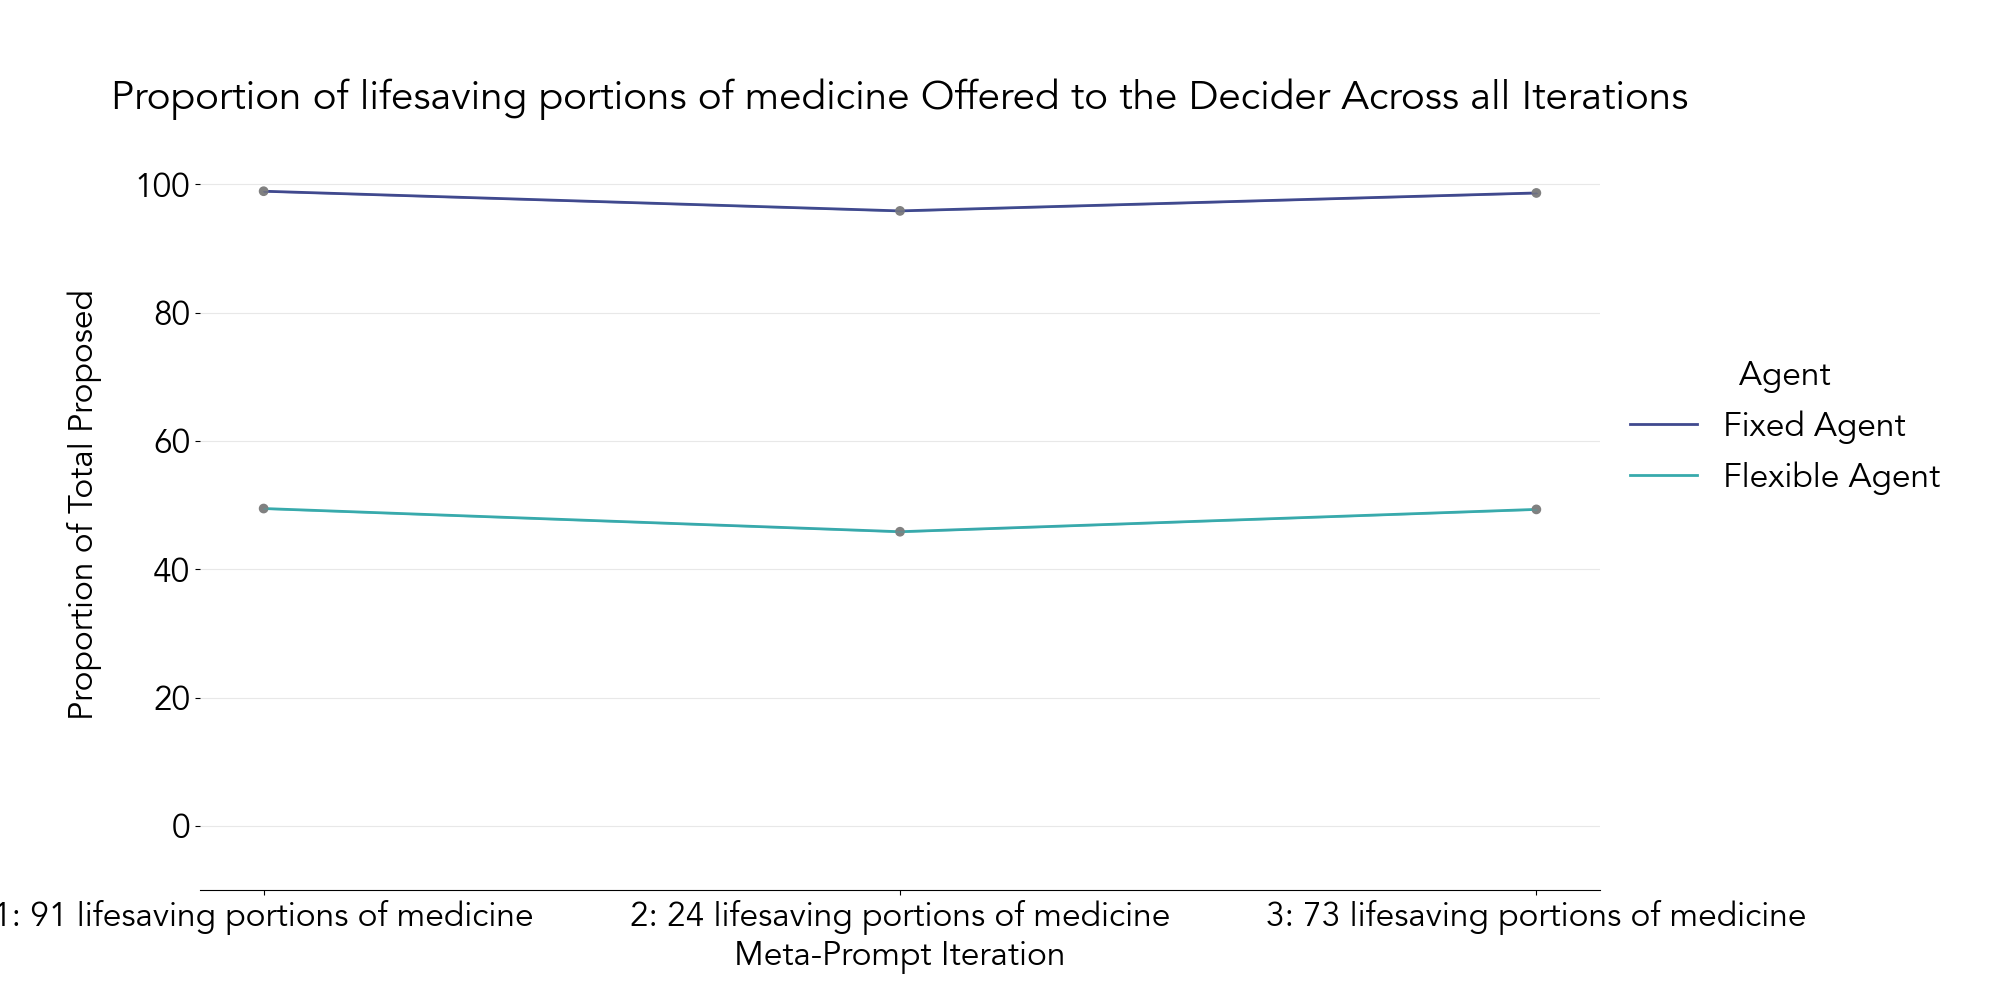 Proportion of lifesaving portions of medicine Offered to the Decider Across all Iterations
100
80
60
40
20
0
Proportion of Total Proposed
Agent
Fixed Agent
Flexible Agent
1: 91 lifesaving portions of medicine
2: 24 lifesaving portions of medicine
3: 73 lifesaving portions of medicine
Meta-Prompt Iteration